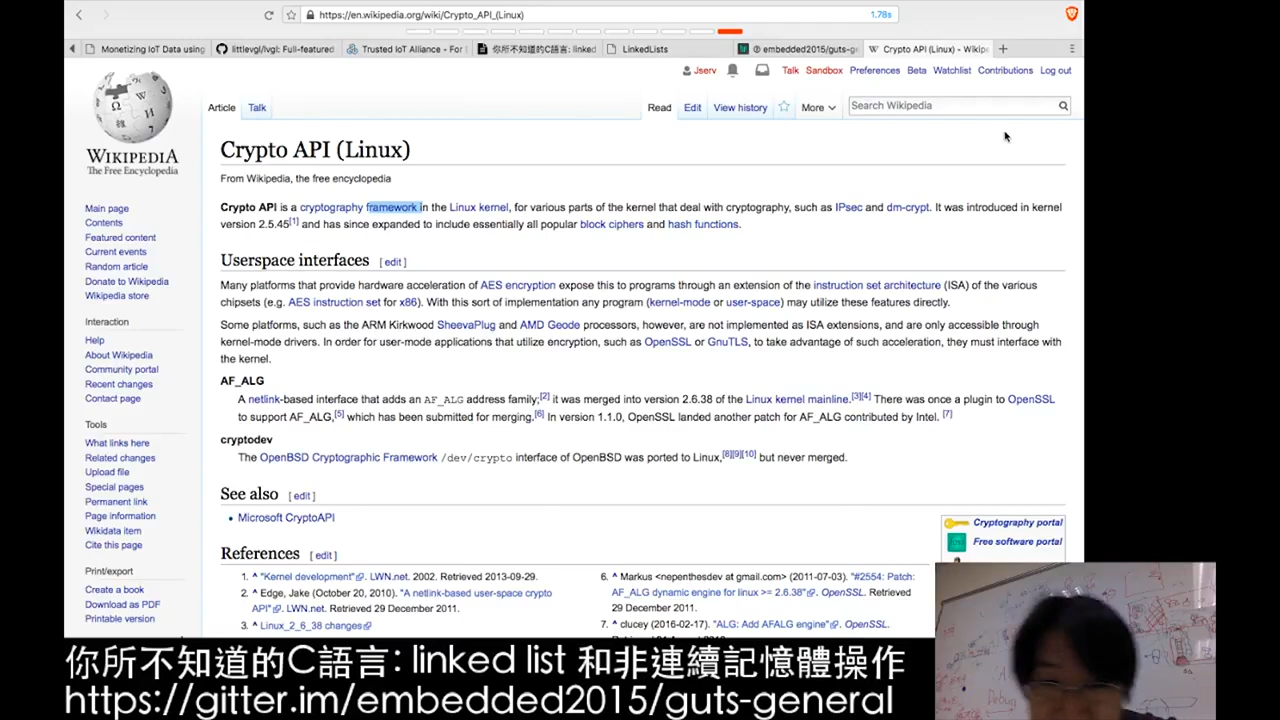 https://en.wikipedia.org/wiki/Crypto_API_(Linux)
1.78s
Monetizing IoT Data using
littlevgl/lvgl: Full-featured
Trusted IoT Alliance - For
你所不知道的C語言: linked
LinkedLists
embedded2015/guts-ge
Crypto API (Linux) - Wikipe
Jserv
Talk
Sandbox
Preferences
Beta
Watchlist
Contributions
Log out
WIKIPEDIA
The Free Encyclopedia
Article
Talk
Read
Edit
View history
More
Search Wikipedia
Main page
Contents
Featured content
Current events
Random article
Donate to Wikipedia
Wikipedia store
Interaction
Help
About Wikipedia
Community portal
Recent changes
Contact page
Tools
What links here
Related changes
Upload file
Special pages
Permanent link
Page information
Wikidata item
Cite this page
Print/export
Create a book
Download as PDF
Printable version
Crypto API (Linux)
From Wikipedia, the free encyclopedia
Crypto API is a cryptography framework in the Linux kernel, for various parts of the kernel that deal with cryptography, such as IPsec and dm-crypt. It was introduced in kernel
version 2.5.45[1] and has since expanded to include essentially all popular block ciphers and hash functions.
Userspace interfaces [ edit ]
Many platforms that provide hardware acceleration of AES encryption expose this to programs through an extension of the instruction set architecture (ISA) of the various
chipsets (e.g. AES instruction set for x86). With this sort of implementation any program (kernel-mode or user-space) may utilize these features directly.
Some platforms, such as the ARM Kirkwood SheevaPlug and AMD Geode processors, however, are not implemented as ISA extensions, and are only accessible through
kernel-mode drivers. In order for user-mode applications that utilize encryption, such as OpenSSL or GnuTLS, to take advantage of such acceleration, they must interface with
the kernel.
AF_ALG
A netlink-based interface that adds an AF_ALG address family;[2] it was merged into version 2.6.38 of the Linux kernel mainline.[3][4] There was once a plugin to OpenSSL
to support AF_ALG,[5] which has been submitted for merging.[6] In version 1.1.0, OpenSSL landed another patch for AF_ALG contributed by Intel. [7]
cryptodev
The OpenBSD Cryptographic Framework /dev/crypto interface of OpenBSD was ported to Linux,[8][9][10] but never merged.
See also [ edit ]
• Microsoft CryptoAPI
Cryptography portal
Free software portal
References [ edit ]
1. ^ "Kernel development". LWN.net. 2002. Retrieved 2013-09-29.
2. ^ Edge, Jake (October 20, 2010). "A netlink-based user-space crypto
API". LWN.net. Retrieved 29 December 2011.
3. ^ Linux_2_6_38 changes
6. ^ Markus <nepenthesdev at gmail.com> (2011-07-03). "#2554: Patch:
AF_ALG dynamic engine for linux >= 2.6.38". OpenSSL. Retrieved
29 December 2011.
7. ^ clucey (2016-02-17). "ALG: Add AFALG engine". OpenSSL.
你所不知道的C語言: linked list 和非連續記憶體操作
https://gitter.im/embedded2015/guts-general